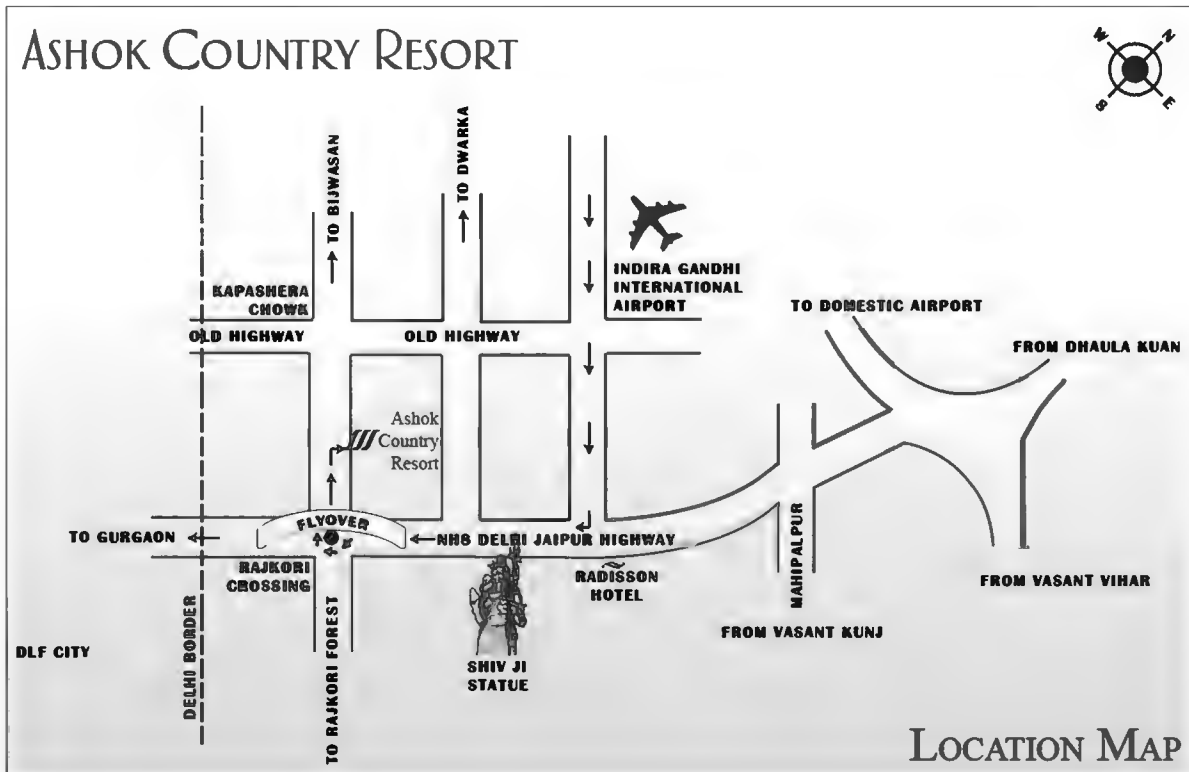 ASHOK COUNTRY RESORT
W
N
S
E
TO BIJWASAN
TO DWARKA
INDIRA GANDHI
INTERNATIONAL
AIRPORT
KAPASHERA
CHOWK
TO DOMESTIC AIRPORT
OLD HIGHWAY
OLD HIGHWAY
FROM DHAULA KUAN
Ashok
Country
Resort
FLYOVER
TO GURGAON
NH8 DELHI JAIPUR HIGHWAY
RAJKORI
CROSSING
RADISSON
HOTEL
MAHIPALPUR
FROM VASANT VIHAR
FROM VASANT KUNJ
DLF CITY
DELHI BORDER
TO RAJKORI FOREST
SHIV JI
STATUE
LOCATION MAP